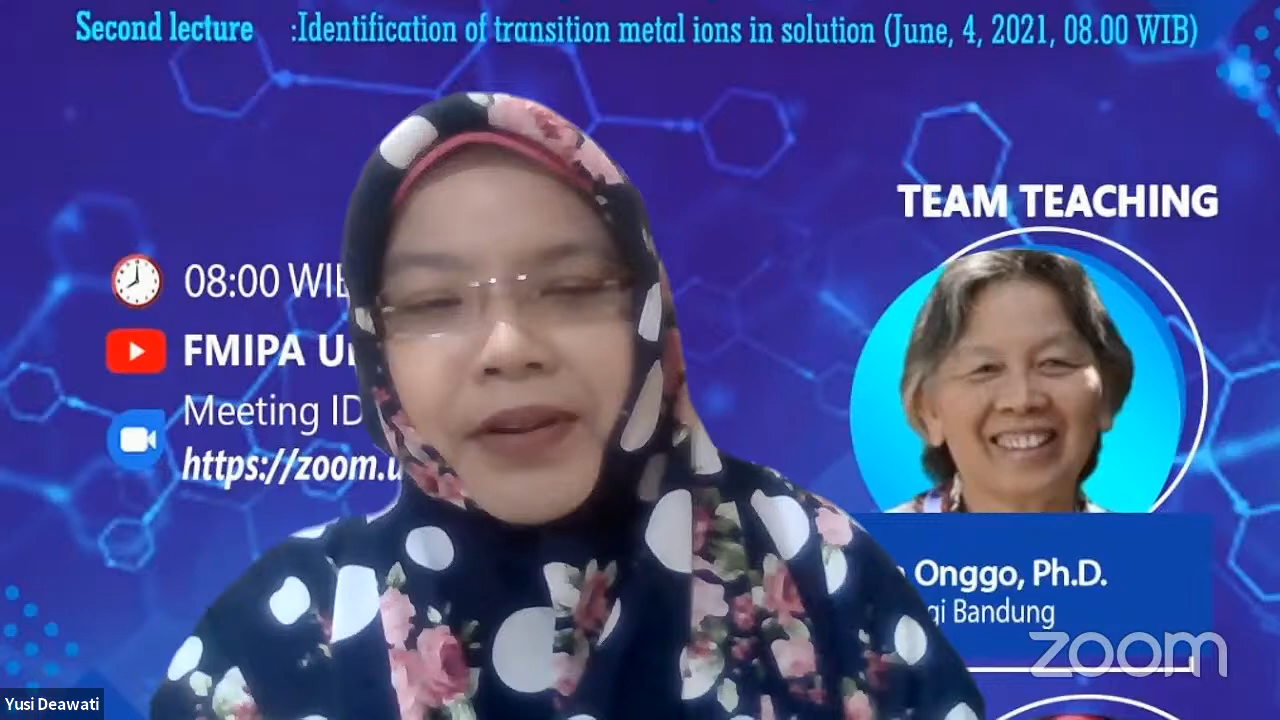 Second lecture :Identification of transition metal ions in solution (June, 4, 2021, 08.00 WIB)
TEAM TEACHING
08:00 WIB
FMIPA
Meeting ID
https://zoom.u
Onggo, Ph.D.
Bandung
zoom
Yusi Deawati